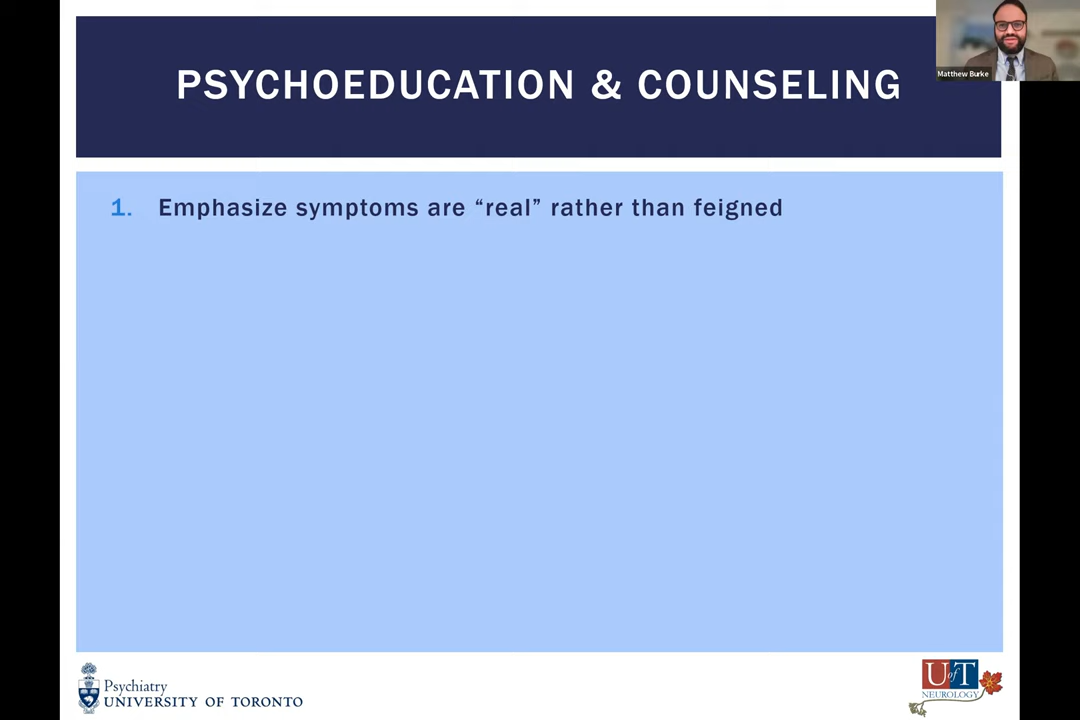 PSYCHOEDUCATION & COUNSELING
Matthew Burke
1. Emphasize symptoms are “real” rather than feigned
Psychiatry
UNIVERSITY OF TORONTO
UofT
NEUROLOGY